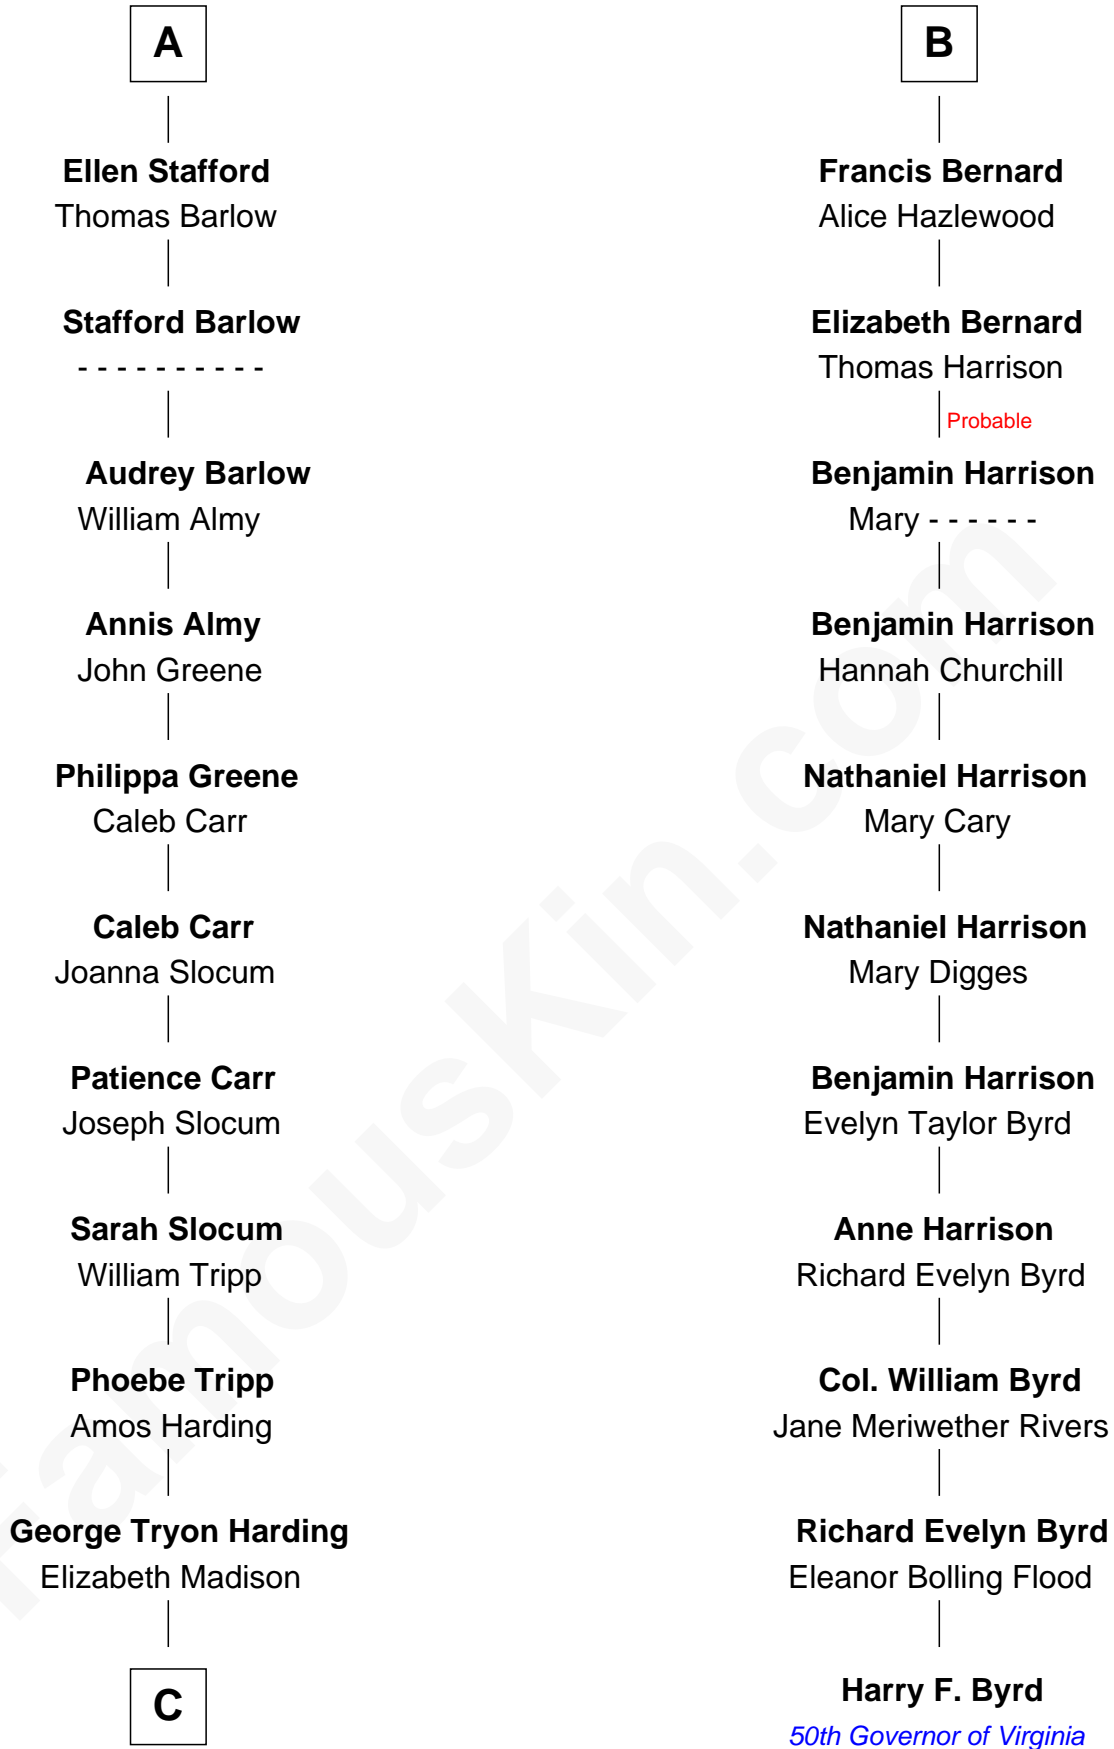 A
Ellen Stafford
Thomas Barlow
Stafford Barlow
- - - - - - - - - -
Audrey Barlow
William Almy
Annis Almy
John Greene
Philippa Greene
Caleb Carr
Caleb Carr
Joanna Slocum
Patience Carr
Joseph Slocum
Sarah Slocum
William Tripp
Phoebe Tripp
Amos Harding
George Tryon Harding
Elizabeth Madison
C
B
Francis Bernard
Alice Hazlewood
Elizabeth Bernard
Thomas Harrison
Probable
Benjamin Harrison
Mary - - - - - -
Benjamin Harrison
Hannah Churchill
Nathaniel Harrison
Mary Cary
Nathaniel Harrison
Mary Digges
Benjamin Harrison
Evelyn Taylor Byrd
Anne Harrison
Richard Evelyn Byrd
Col. William Byrd
Jane Meriwether Rivers
Richard Evelyn Byrd
Eleanor Bolling Flood
Harry F. Byrd
50th Governor of Virginia
FamousKin.com